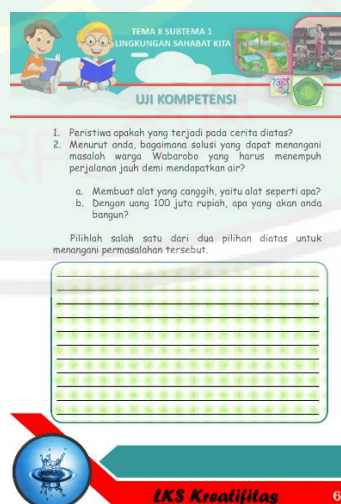 TEMA 8 SUBTEMA 1
LINGKUNGAN SAHABAT KITA
UJI KOMPETENSI
1. Peristiwa apakah yang terjadi pada cerita diatas?
2. Menurut anda, bagaimana solusi yang dapat menangani
masalah warga Wabarobo yang harus menempuh
perjalanan jauh demi mendapatkan air?
a. Membuat alat yang canggih, yaitu alat seperti apa?
b. Dengan uang 100 juta rupiah, apa yang akan anda
bangun?
Pilihlah salah satu dari dua pilihan diatas untuk
menangani permasalahan tersebut.
LKS Kreatifitas 6